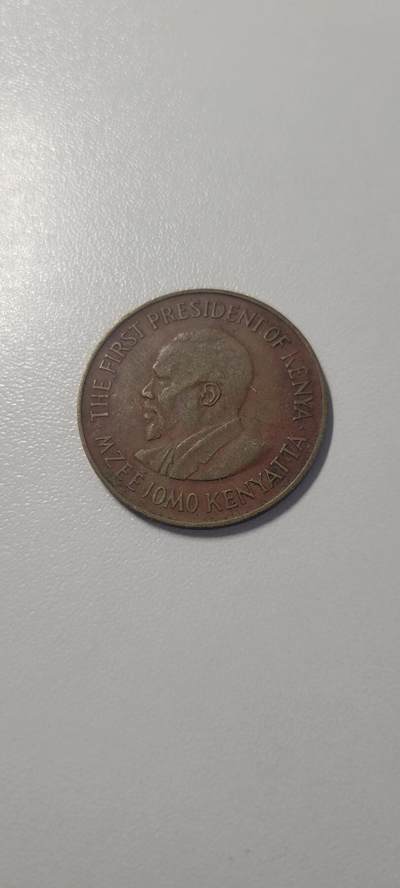 THE FIRST PRESIDENT OF KENYA
MZEE JOMO KENYATTA